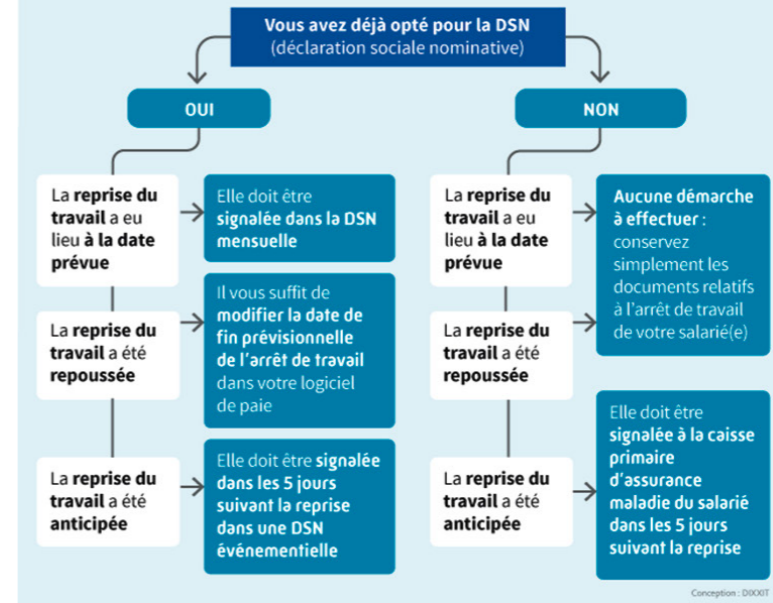 Vous avez déjà opté pour la DSN
(déclaration sociale nominative)
OUI
La reprise du
travail a eu
lieu à la date
prévue
Elle doit être
signalée dans la DSN
mensuelle
La reprise du
travail a été
repoussée
Il vous suffit de
modifier la date de
fin prévisionnelle
de l'arrêt de travail
dans votre logiciel
de paie
La reprise du
travail a été
anticipée
Elle doit être signalée
dans les 5 jours
suivant la reprise
dans une DSN
événementielle
NON
La reprise du
travail a eu
lieu à la date
prévue
Aucune démarche
à effectuer :
conservez
simplement les
documents relatifs
à l'arrêt de travail
de votre salarié(e)
La reprise du
travail a été
repoussée
La reprise du
travail a été
anticipée
Elle doit être
signalée à la caisse
primaire
d'assurance
maladie du salarié
dans les 5 jours
suivant la reprise
Conception : DIXXIT